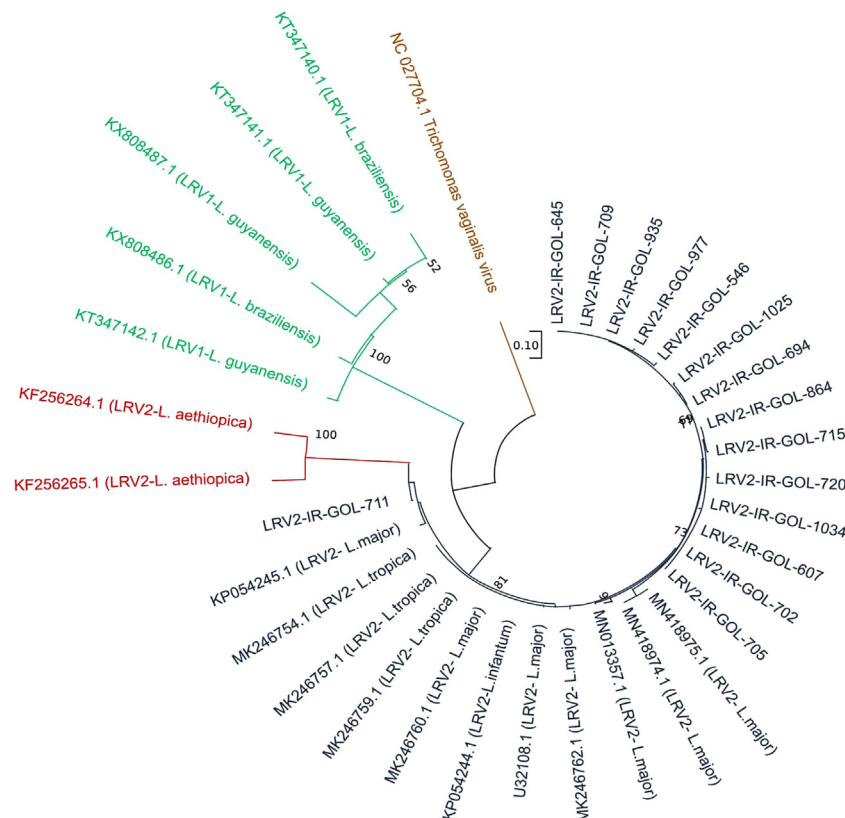 KT347140.1 (LRV1-L. braziliensis)
KT347141.1 (LRV1-L. guyanensis)
KX808487.1 (LRV1-L. guyanensis)
KX808486.1 (LRV1-L. braziliensis)
KT347142.1 (LRV1-L. guyanensis)
KF256264.1 (LRV2-L. aethiopica)
KF256265.1 (LRV2-L. aethiopica)
NC 027704.1 Trichomonas vaginalis virus
52
56
100
100
0.10
LRV2-IR-GOL-645
LRV2-IR-GOL-709
LRV2-IR-GOL-935
LRV2-IR-GOL-977
LRV2-IR-GOL-546
LRV2-IR-GOL-1025
LRV2-IR-GOL-694
LRV2-IR-GOL-864
LRV2-IR-GOL-715
LRV2-IR-GOL-720
LRV2-IR-GOL-1034
LRV2-IR-GOL-607
LRV2-IR-GOL-702
LRV2-IR-GOL-705
73
81
MN418975.1 (LRV2- L.major)
MN418974.1 (LRV2- L.major)
MN013357.1 (LRV2- L.major)
MK246762.1 (LRV2- L.major)
U32108.1 (LRV2- L.major)
KP054244.1 (LRV2-L.infantum)
MK246760.1 (LRV2- L.major)
MK246759.1 (LRV2- L.tropica)
MK246757.1 (LRV2- L.tropica)
MK246754.1 (LRV2- L.tropica)
KP054245.1 (LRV2- L.major)
LRV2-IR-GOL-711